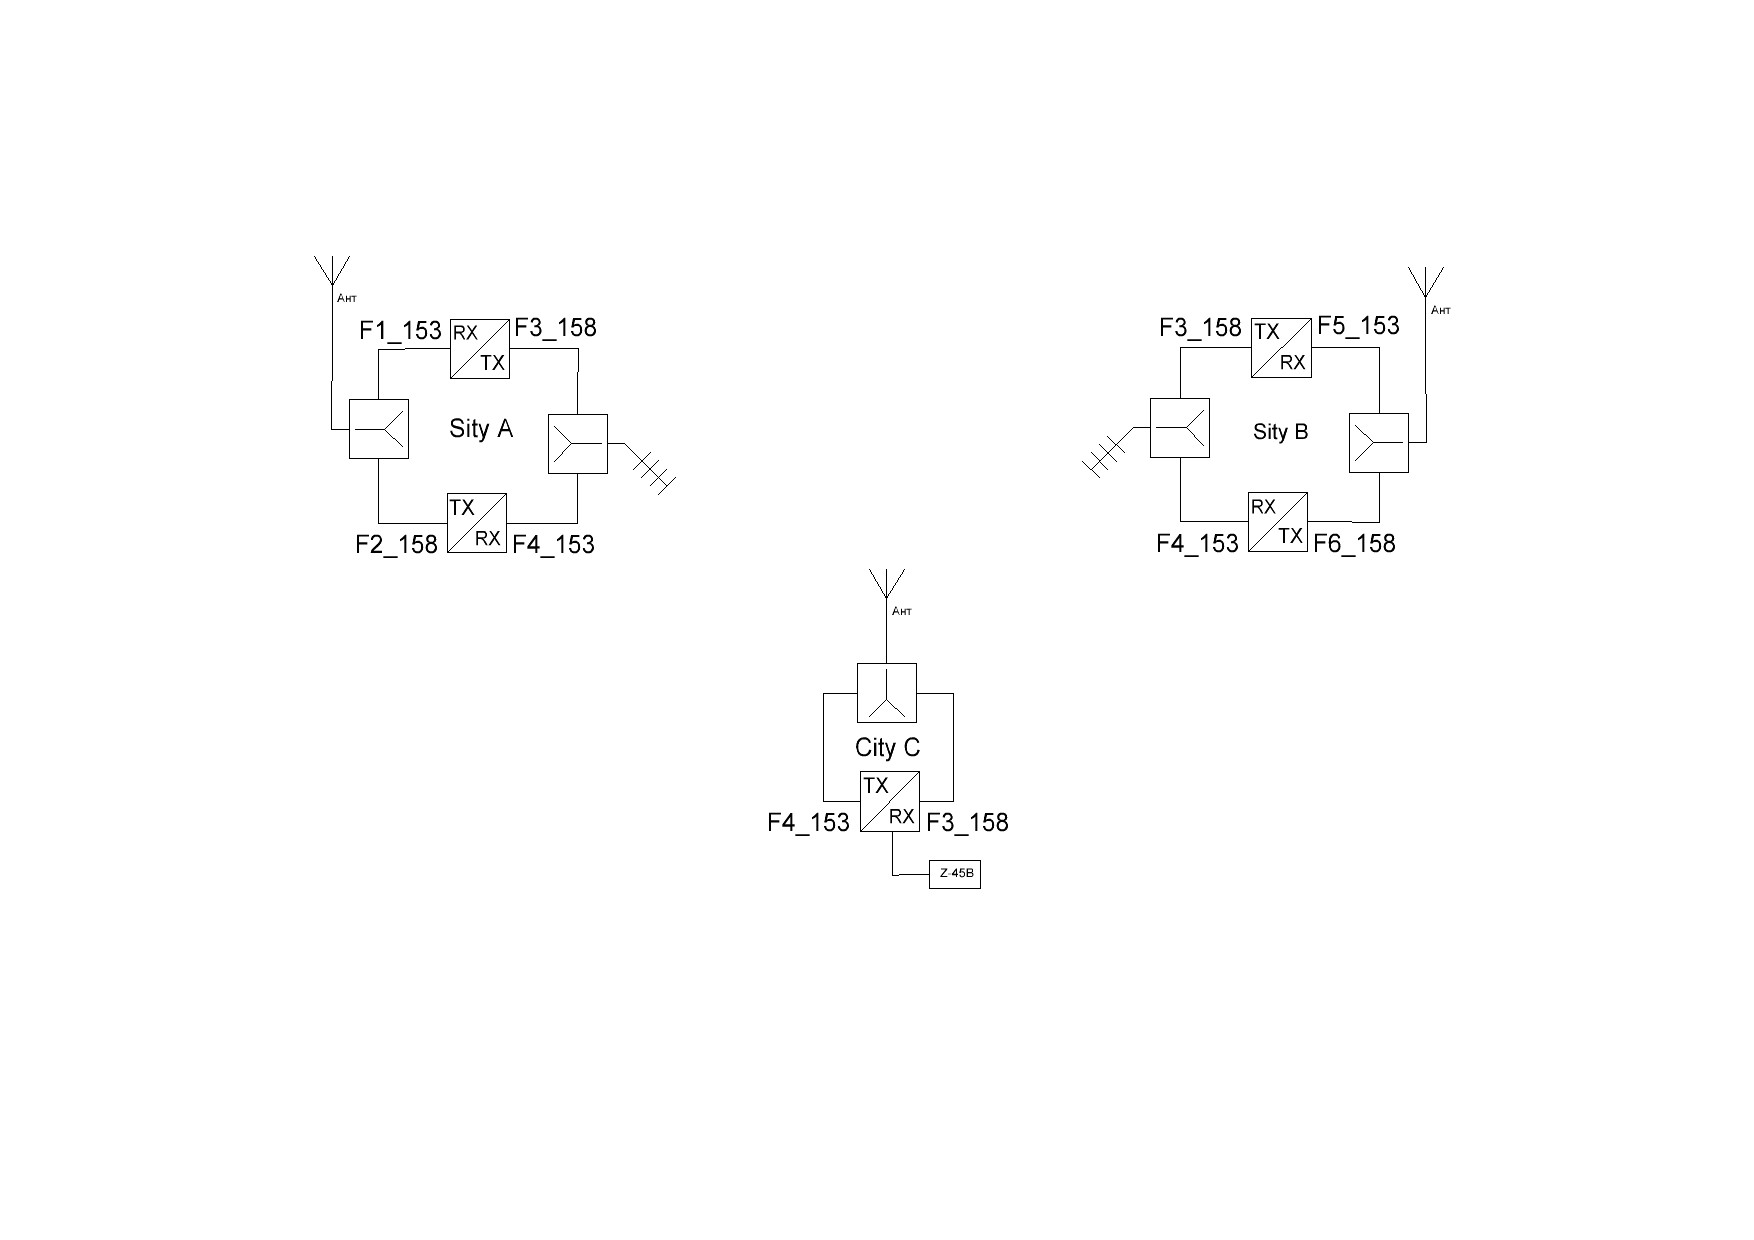 Ант
F1_153
RX
TX
F3_158
Sity A
F2_158
TX
RX
F4_153
Ант
F3_158
TX
RX
F5_153
Sity B
F4_153
RX
TX
F6_158
Ант
City C
TX
RX
F4_153
F3_158
Z-45B